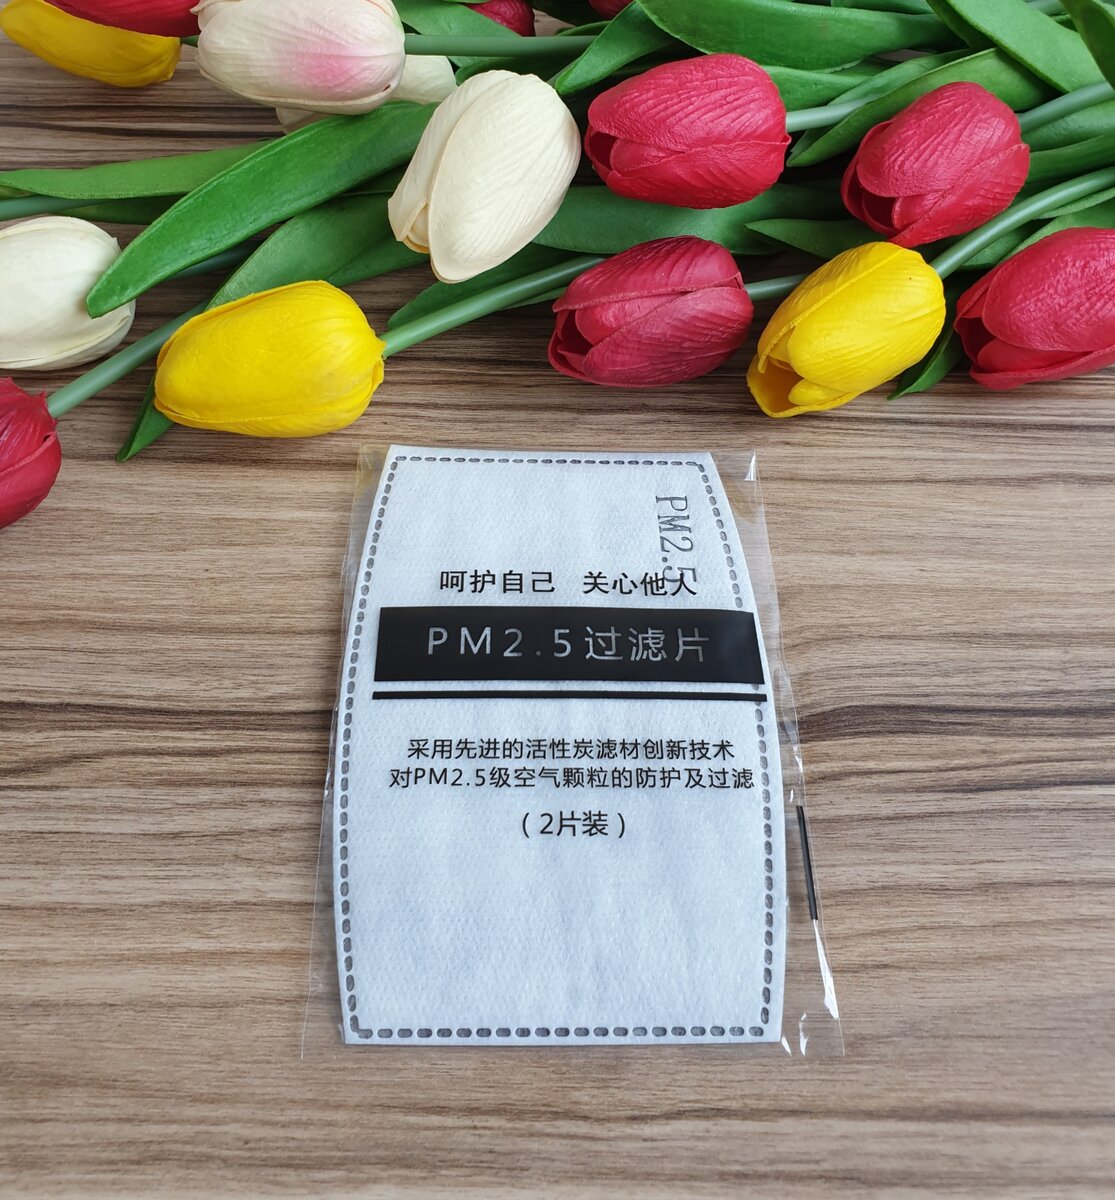 PM2.5
呵护自己 关心他人
PM2.5过滤片
采用先进的活性炭滤材创新技术
对PM2.5级空气颗粒的防护及过滤
(2片装)